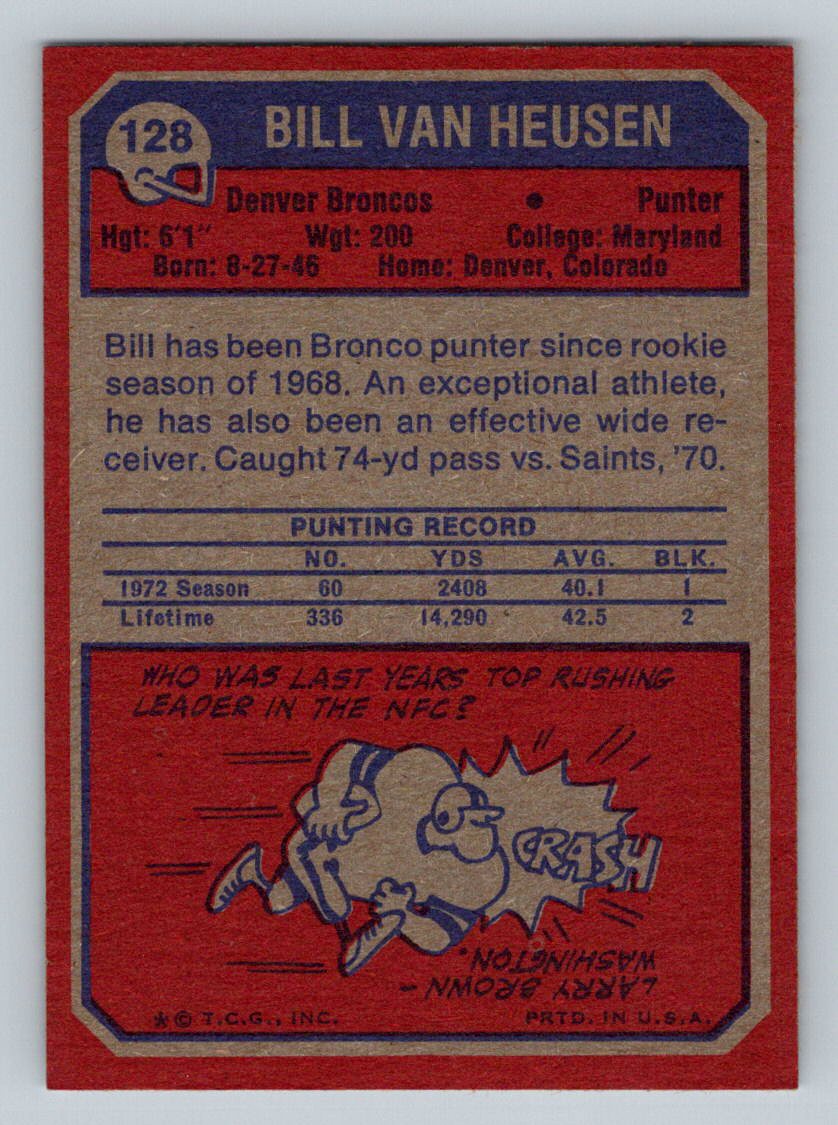 128
BILL VAN HEUSEN
Denver Broncos • Punter
Hgt: 6'1" Wgt: 200 College: Maryland
Born: 8-27-46 Home: Denver, Colorado
Bill has been Bronco punter since rookie
season of 1968. An exceptional athlete,
he has also been an effective wide re-
ceiver. Caught 74-yd pass vs. Saints, '70.
PUNTING RECORD
NO. YDS AVG. BLK.
1972 Season 60 2408 40.1 1
Lifetime 336 14,290 42.5 2
WHO WAS LAST YEARS TOP RUSHING
LEADER IN THE NFC?
CRASH
LARRY BROWN -
WASHINGTON.
* © T.C.G., INC. PRTD. IN U.S.A.